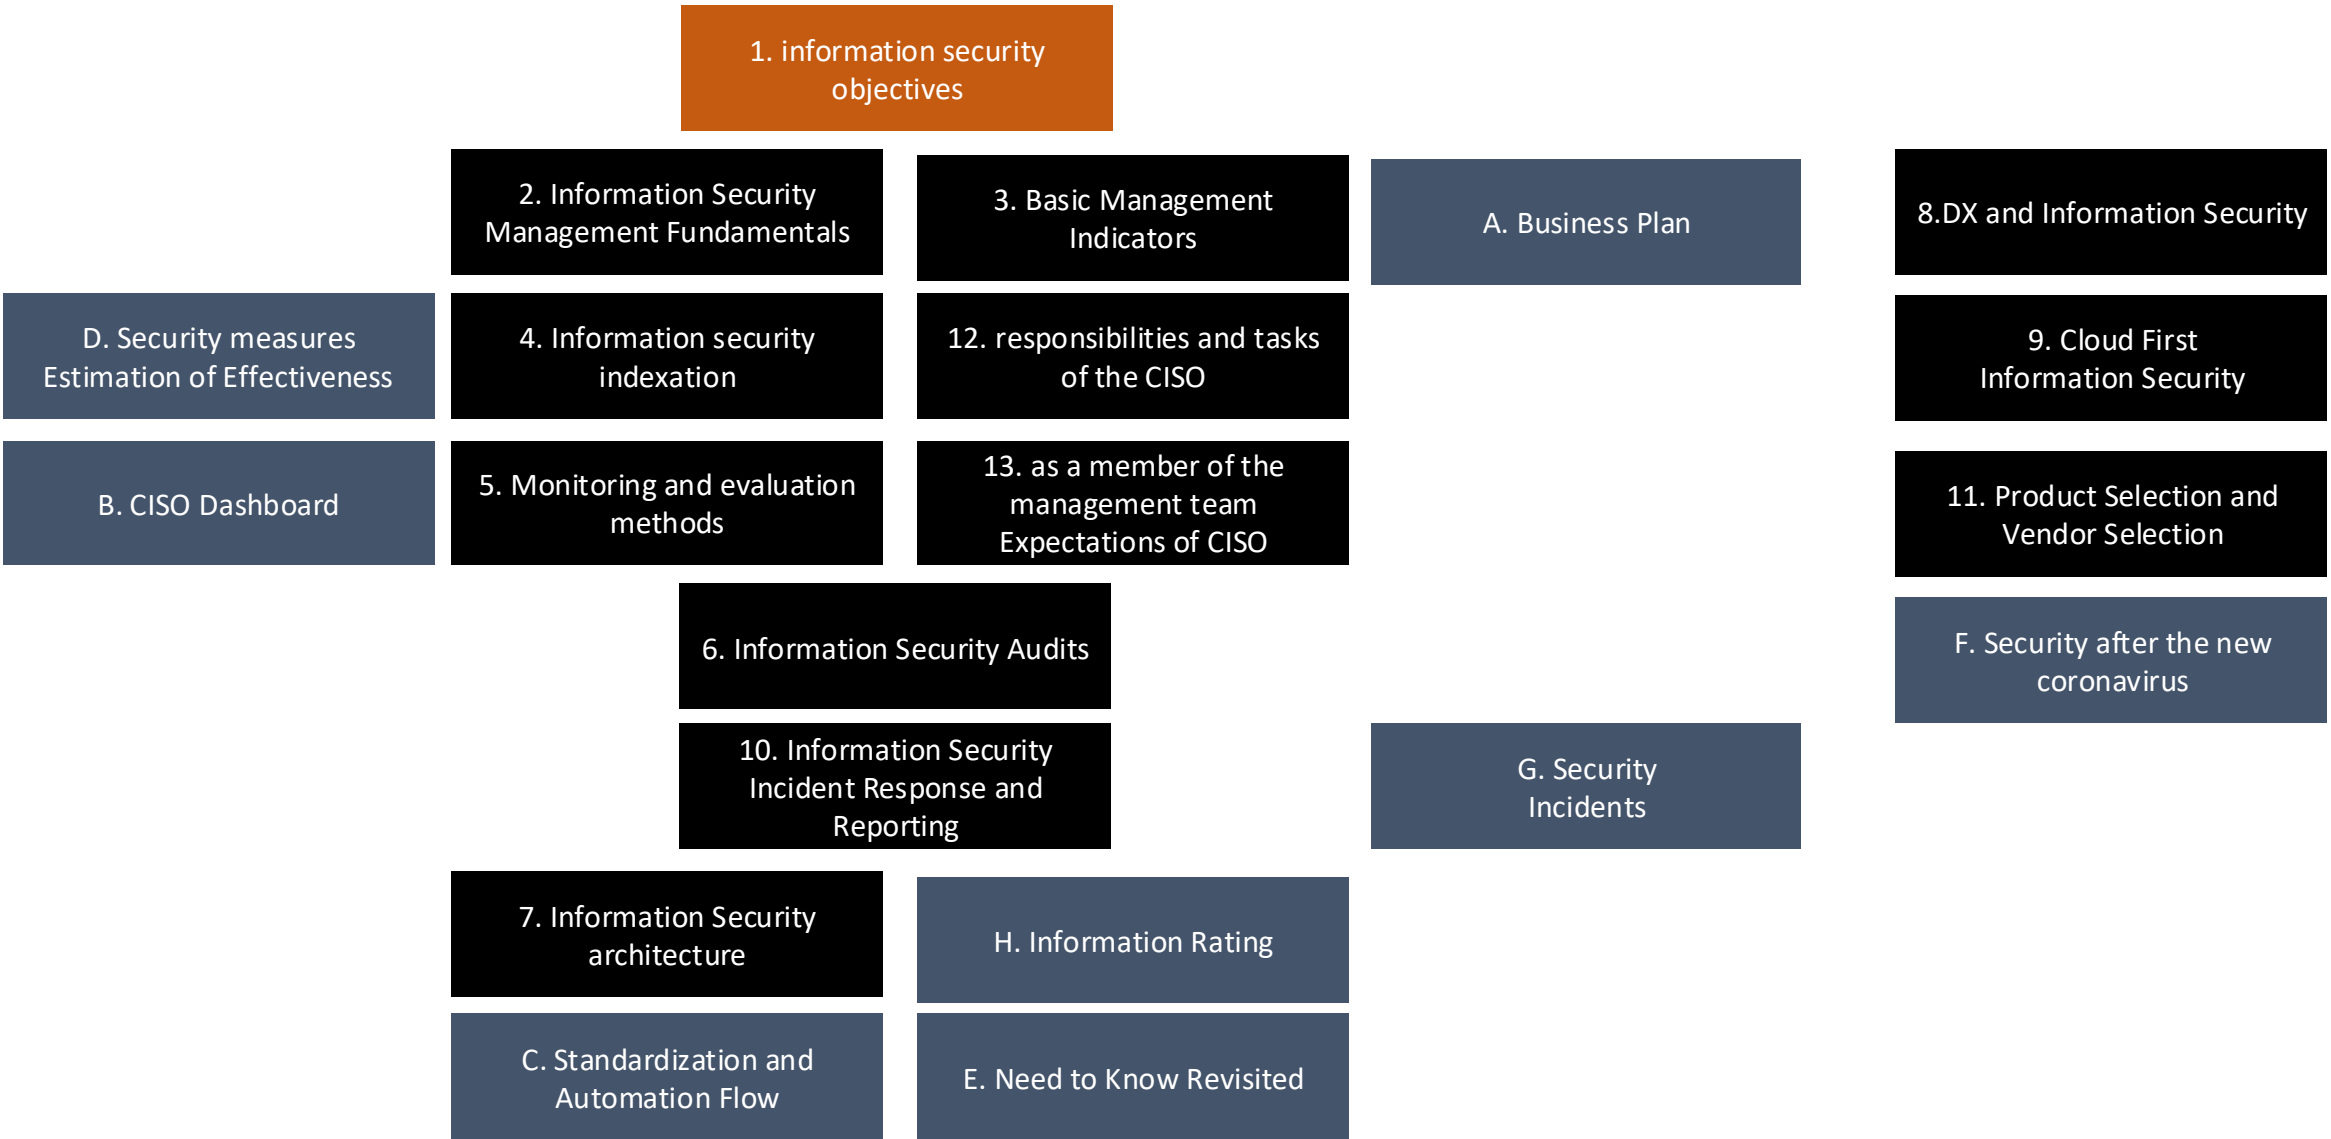 1. information security
objectives
2. Information Security
Management Fundamentals
3. Basic Management
Indicators
A. Business Plan
8.DX and Information Security
D. Security measures
Estimation of Effectiveness
4. Information security
indexation
12. responsibilities and tasks
of the CISO
9. Cloud First
Information Security
B. CISO Dashboard
5. Monitoring and evaluation
methods
13. as a member of the
management team
Expectations of CISO
11. Product Selection and
Vendor Selection
6. Information Security Audits
F. Security after the new
coronavirus
10. Information Security
Incident Response and
Reporting
G. Security
Incidents
7. Information Security
architecture
H. Information Rating
C. Standardization and
Automation Flow
E. Need to Know Revisited